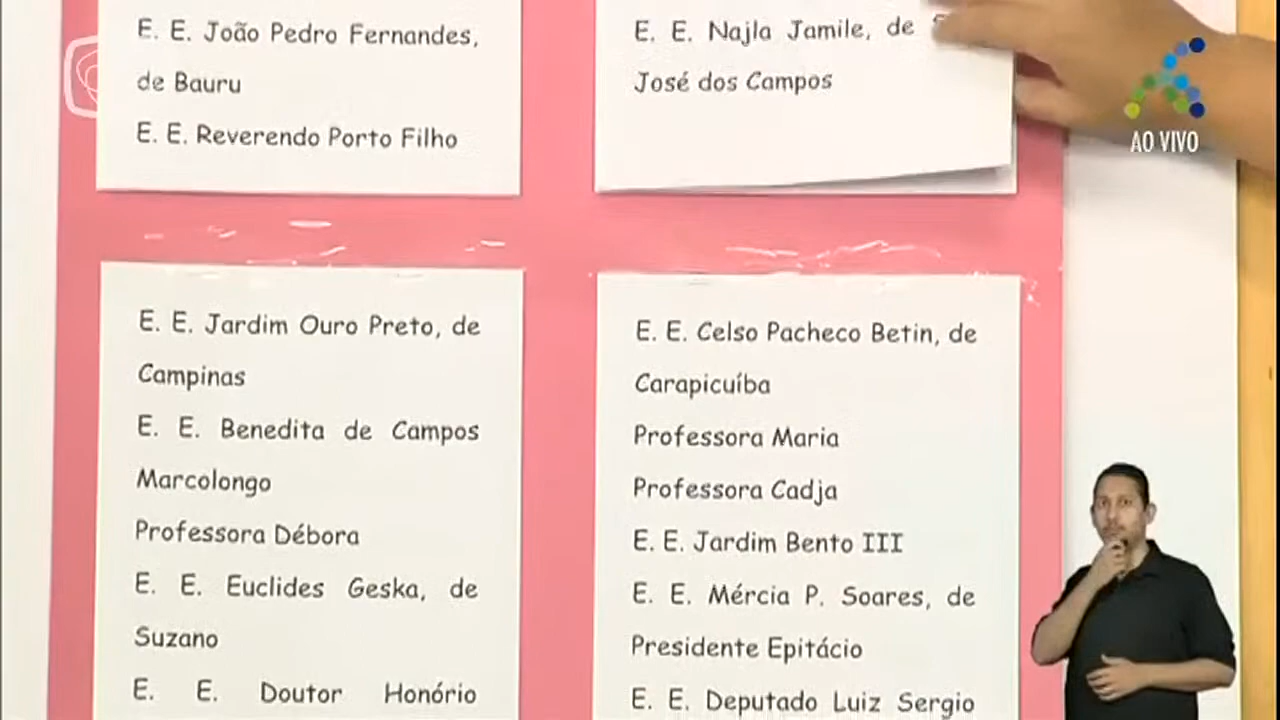 E. E. João Pedro Fernandes,
de Bauru
E. E. Reverendo Porto Filho
E. E. Najla Jamile, de
José dos Campos
AO VIVO
E. E. Jardim Ouro Preto, de
Campinas
E. E. Benedita de Campos
Marcolongo
Professora Débora
E. E. Euclides Geska, de
Suzano
E. E. Doutor Honório
E. E. Celso Pacheco Betin, de
Carapicuíba
Professora Maria
Professora Cadja
E. E. Jardim Bento III
E. E. Mércia P. Soares, de
Presidente Epitácio
E. E. Deputado Luiz Sergio